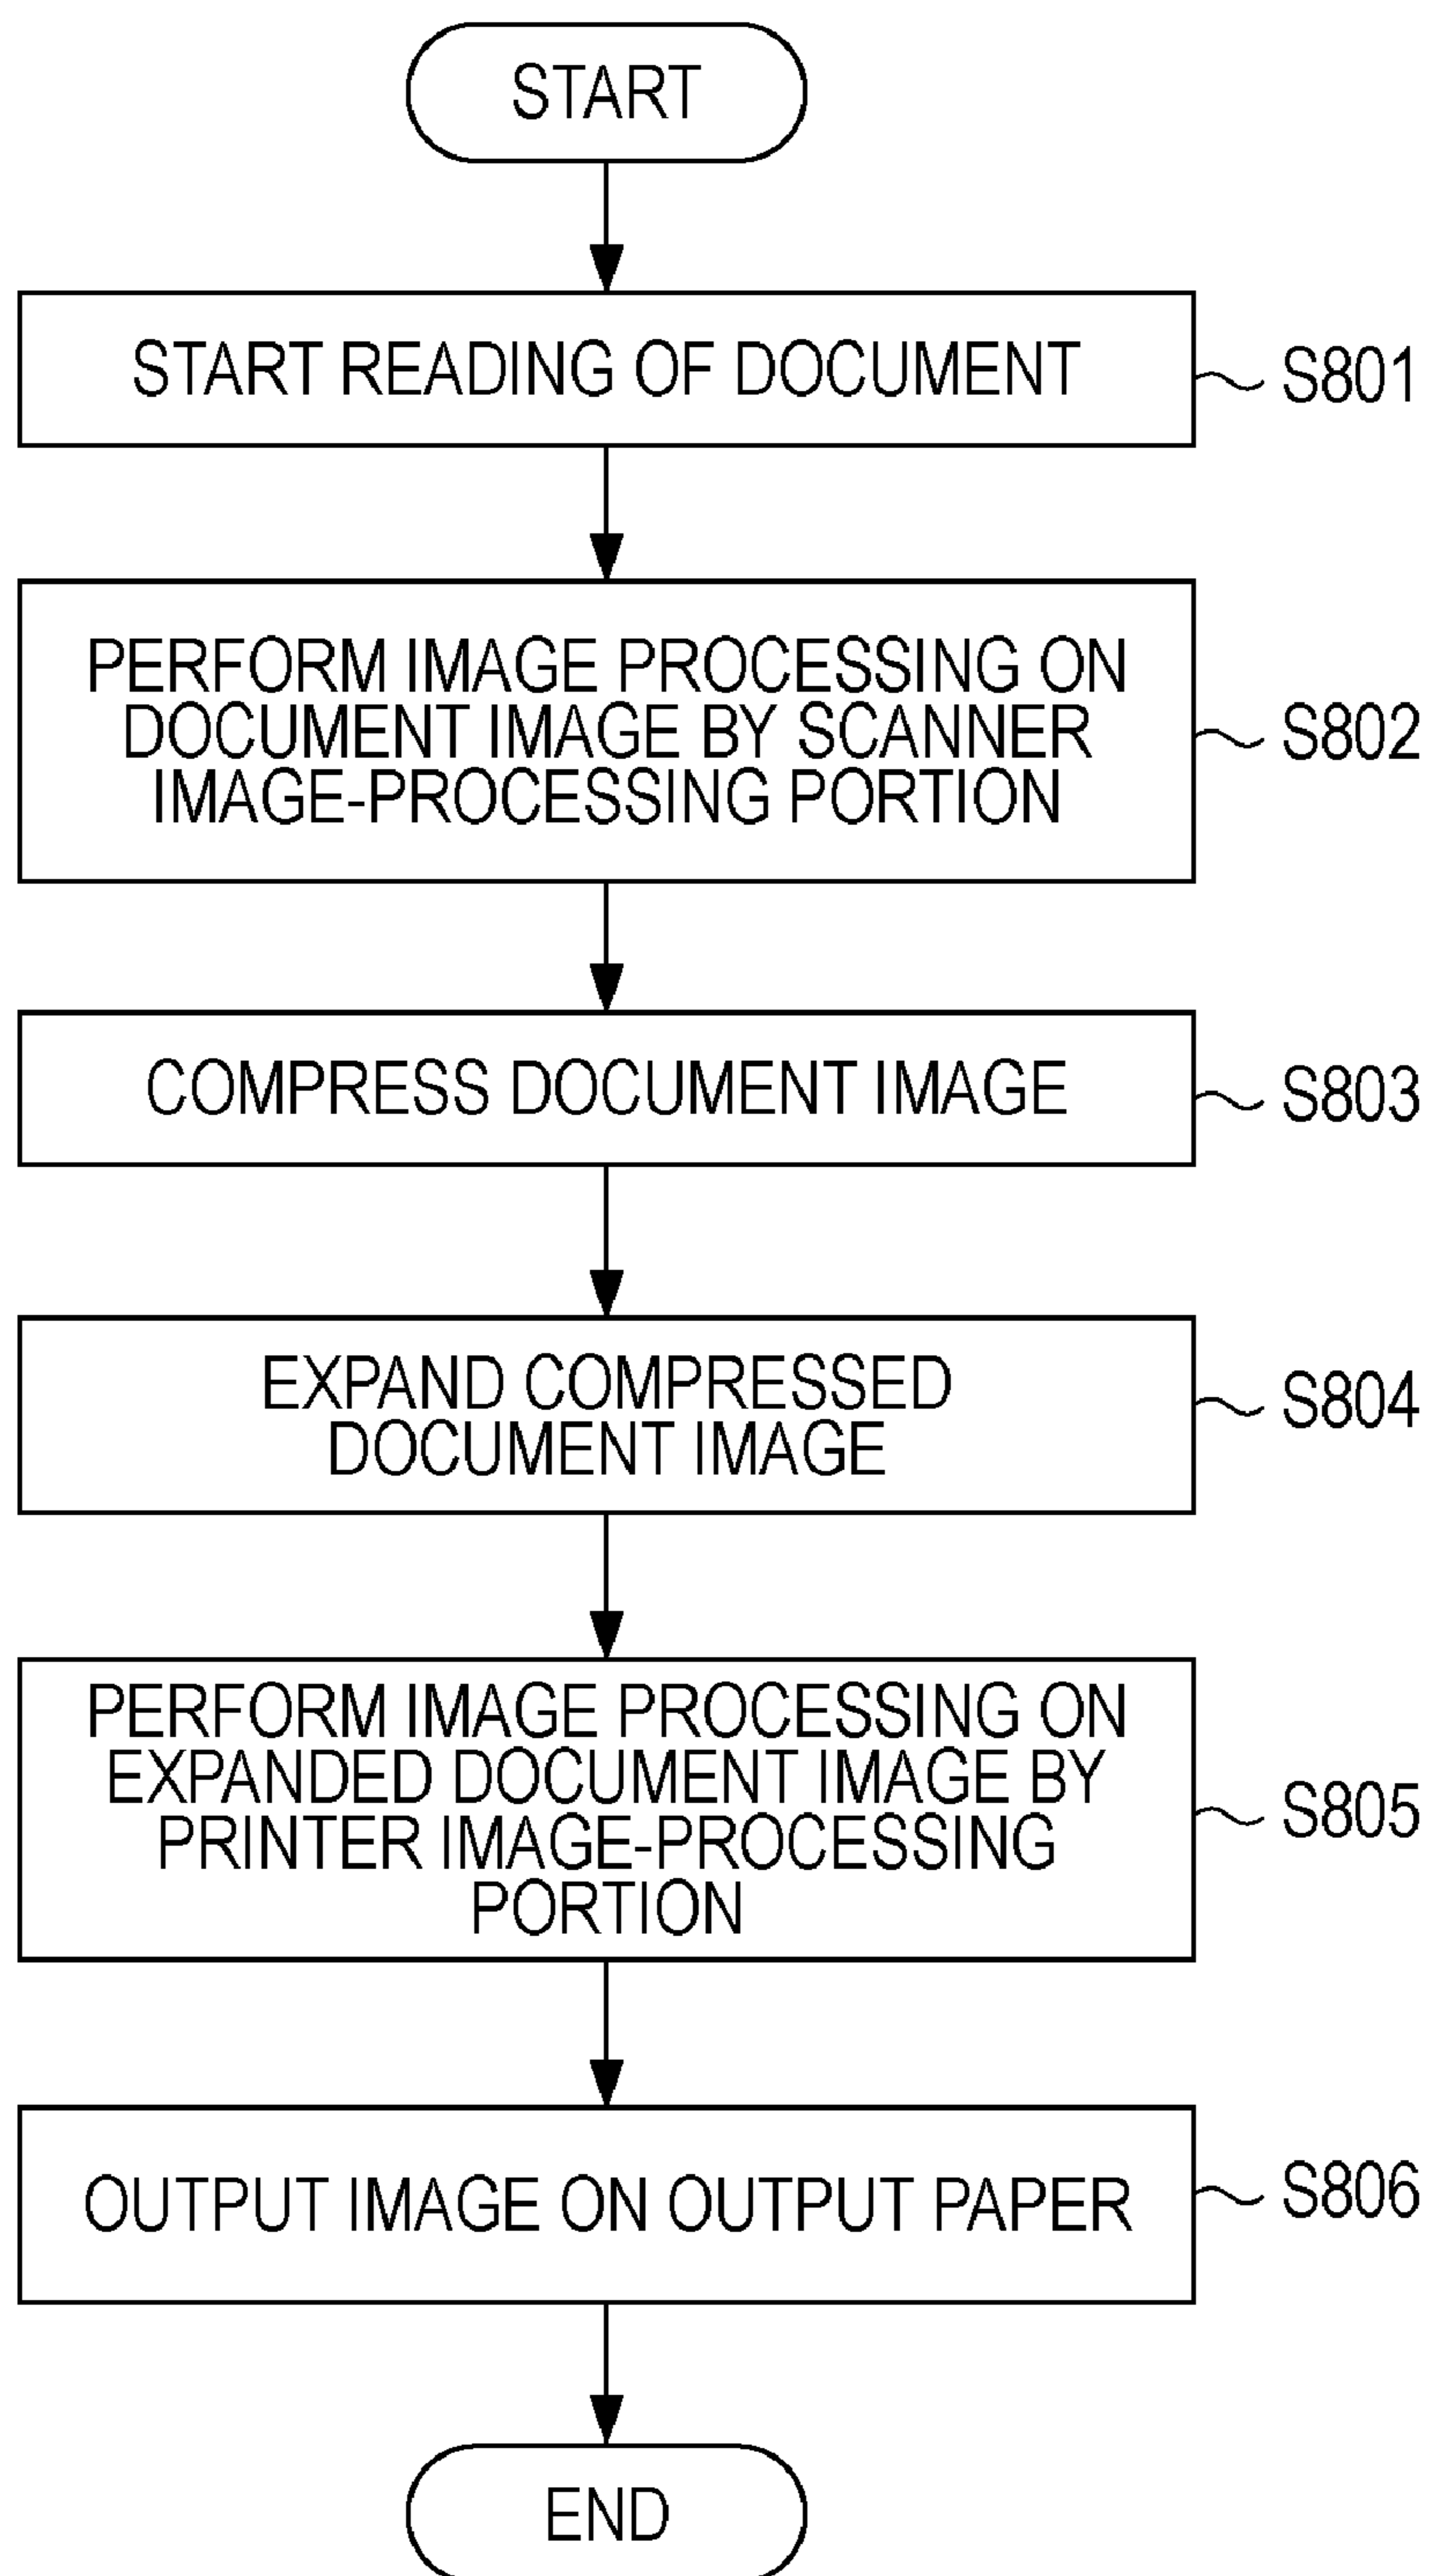 START
START READING OF DOCUMENT
S801
PERFORM IMAGE PROCESSING ON
DOCUMENT IMAGE BY SCANNER
IMAGE-PROCESSING PORTION
S802
COMPRESS DOCUMENT IMAGE
S803
EXPAND COMPRESSED
DOCUMENT IMAGE
S804
PERFORM IMAGE PROCESSING ON
EXPANDED DOCUMENT IMAGE BY
PRINTER IMAGE-PROCESSING
PORTION
S805
OUTPUT IMAGE ON OUTPUT PAPER
S806
END